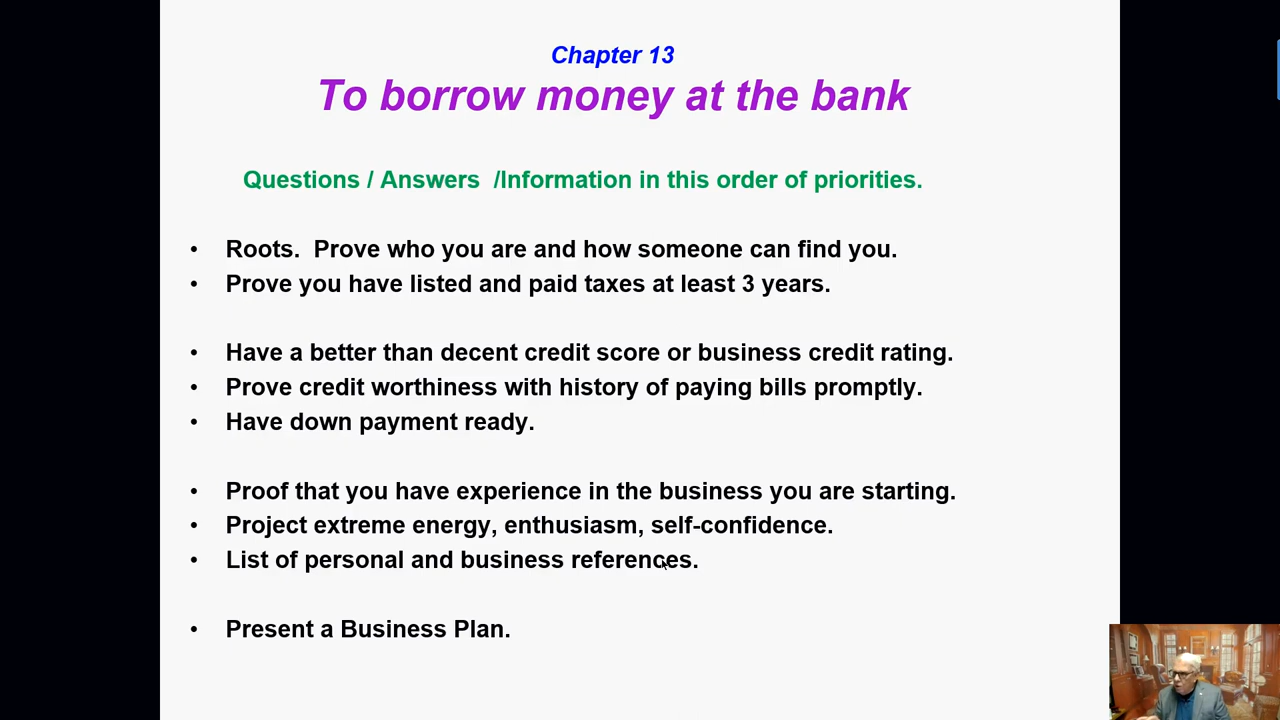 Chapter 13
To borrow money at the bank
Questions / Answers /Information in this order of priorities.
• Roots. Prove who you are and how someone can find you.
• Prove you have listed and paid taxes at least 3 years.
• Have a better than decent credit score or business credit rating.
• Prove credit worthiness with history of paying bills promptly.
• Have down payment ready.
• Proof that you have experience in the business you are starting.
• Project extreme energy, enthusiasm, self-confidence.
• List of personal and business references.
• Present a Business Plan.